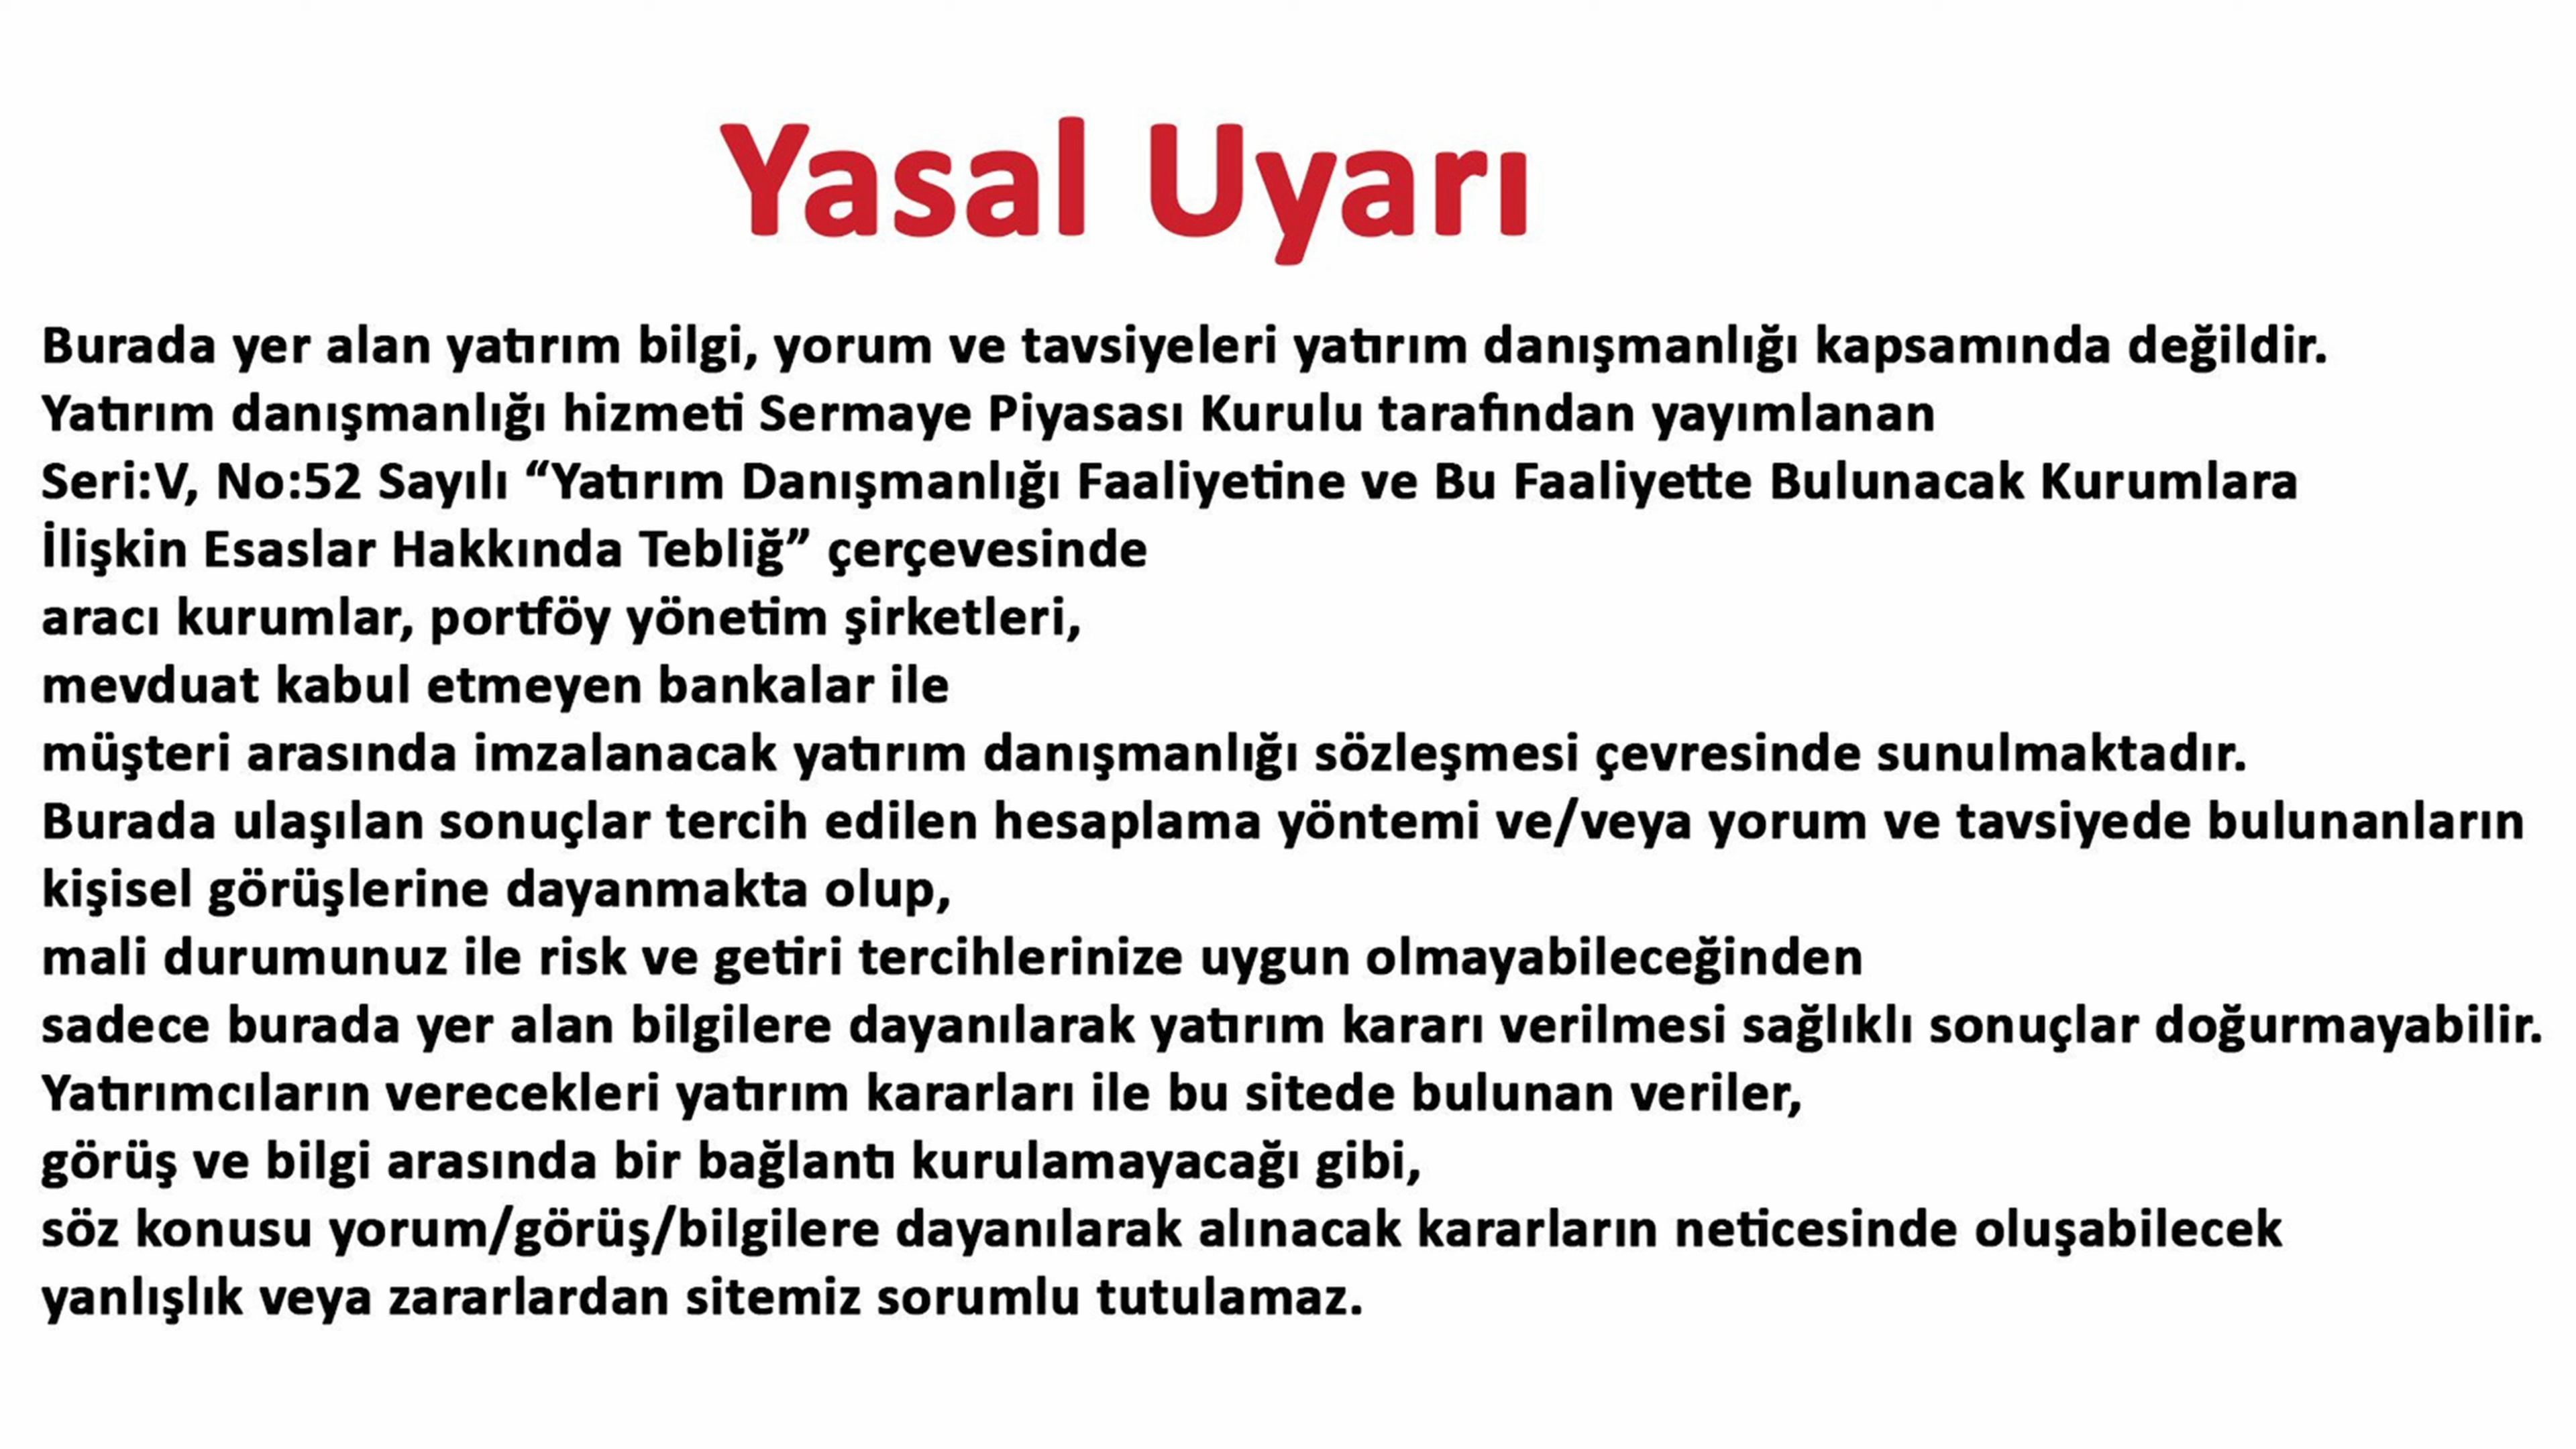 Yasal Uyarı
Burada yer alan yatırım bilgi, yorum ve tavsiyeleri yatırım danışmanlığı kapsamında değildir.
Yatırım danışmanlığı hizmeti Sermaye Piyasası Kurulu tarafından yayımlanan
Seri:V, No:52 Sayılı “Yatırım Danışmanlığı Faaliyetine ve Bu Faaliyette Bulunacak Kurumlara
İlişkin Esaslar Hakkında Tebliğ” çerçevesinde
aracı kurumlar, portföy yönetim şirketleri,
mevduat kabul etmeyen bankalar ile
müşteri arasında imzalanacak yatırım danışmanlığı sözleşmesi çevresinde sunulmaktadır.
Burada ulaşılan sonuçlar tercih edilen hesaplama yöntemi ve/veya yorum ve tavsiyede bulunanların
kişisel görüşlerine dayanmakta olup,
mali durumunuz ile risk ve getiri tercihlerinize uygun olmayabileceğinden
sadece burada yer alan bilgilere dayanılarak yatırım kararı verilmesi sağlıklı sonuçlar doğurmayabilir.
Yatırımcıların verecekleri yatırım kararları ile bu sitede bulunan veriler,
görüş ve bilgi arasında bir bağlantı kurulamayacağı gibi,
söz konusu yorum/görüş/bilgilere dayanılarak alınacak kararların neticesinde oluşabilecek
yanlışlık veya zararlardan sitemiz sorumlu tutulamaz.